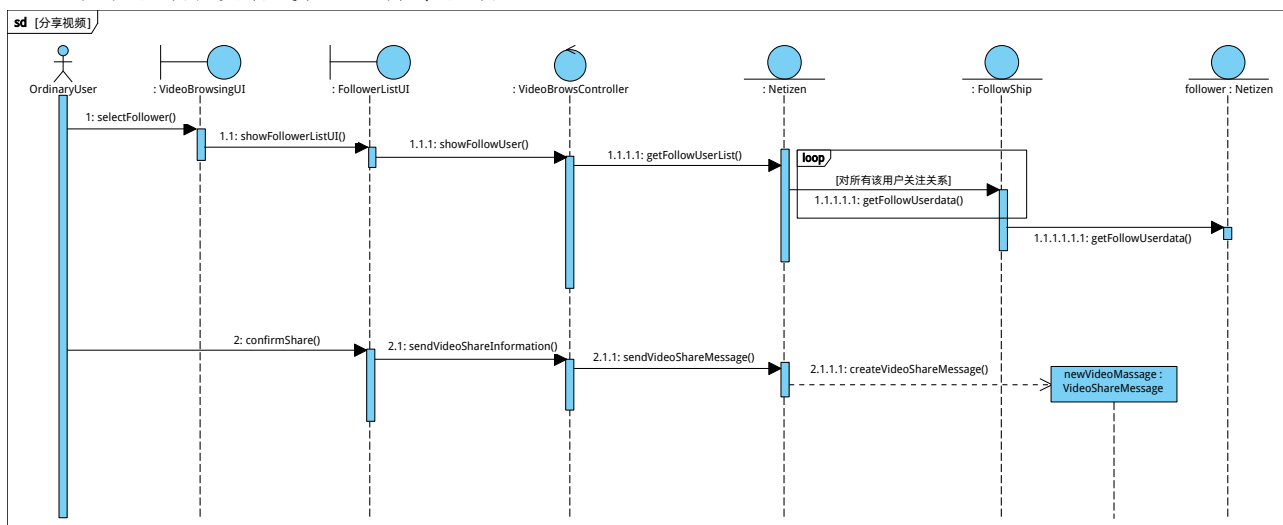 sd [分享视频]
OrdinaryUser
: VideoBrowsingUI
: FollowerListUI
: VideoBrowsController
: Netizen
: FollowShip
follower : Netizen
1: selectFollower()
1.1: showFollowerListUI()
1.1.1: showFollowUser()
1.1.1.1: getFollowUserList()
loop
[对所有该用户关注关系]
1.1.1.1.1: getFollowUserdata()
1.1.1.1.1.1: getFollowUserdata()
2: confirmShare()
2.1: sendVideoShareInformation()
2.1.1: sendVideoShareMessage()
2.1.1.1: createVideoShareMessage()
newVideoMassage :
VideoShareMessage